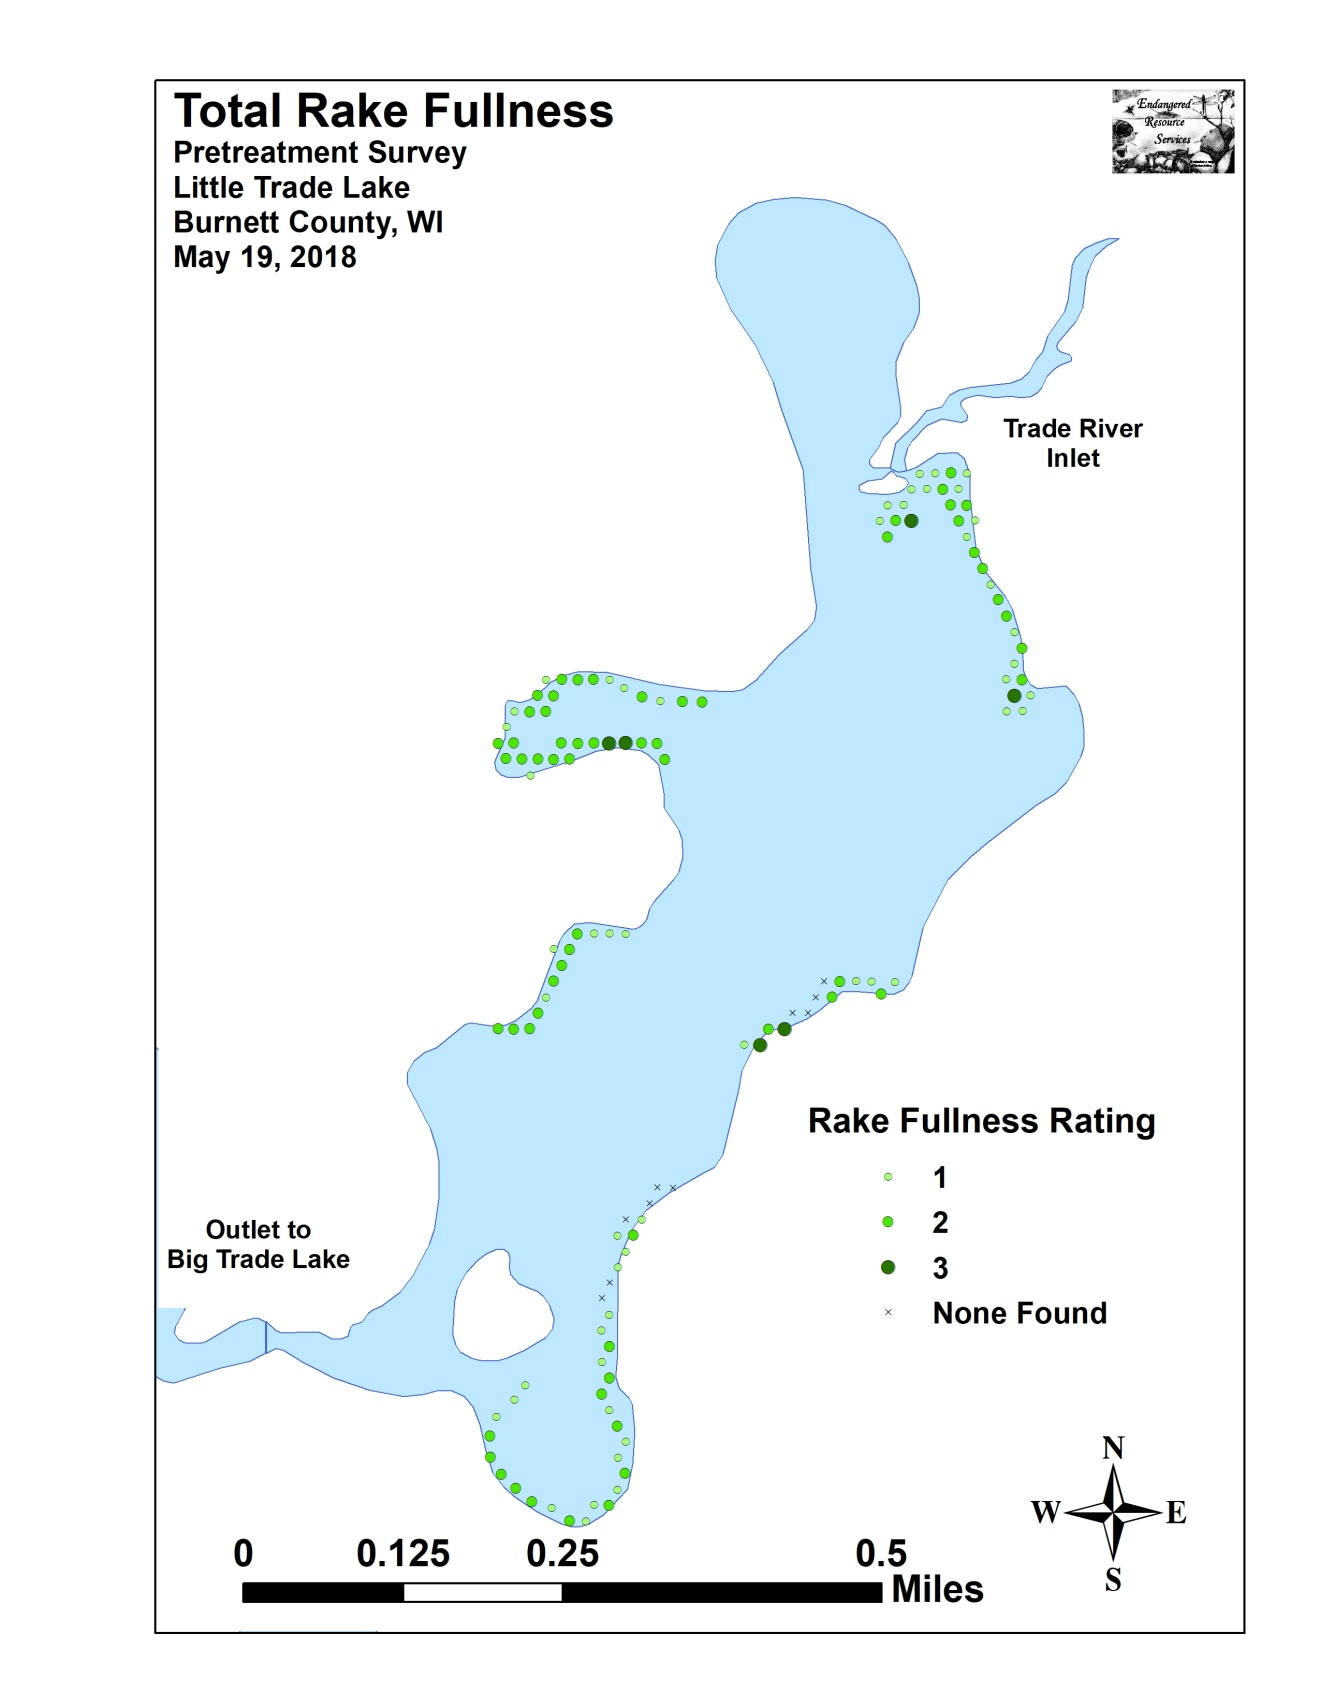 Total Rake Fullness
Pretreatment Survey
Little Trade Lake
Burnett County, WI
May 19, 2018
Endangered
Resource
Services
Trade River
Inlet
Rake Fullness Rating
1
2
3
None Found
Outlet to
Big Trade Lake
N
W E
S
0 0.125 0.25 0.5
Miles